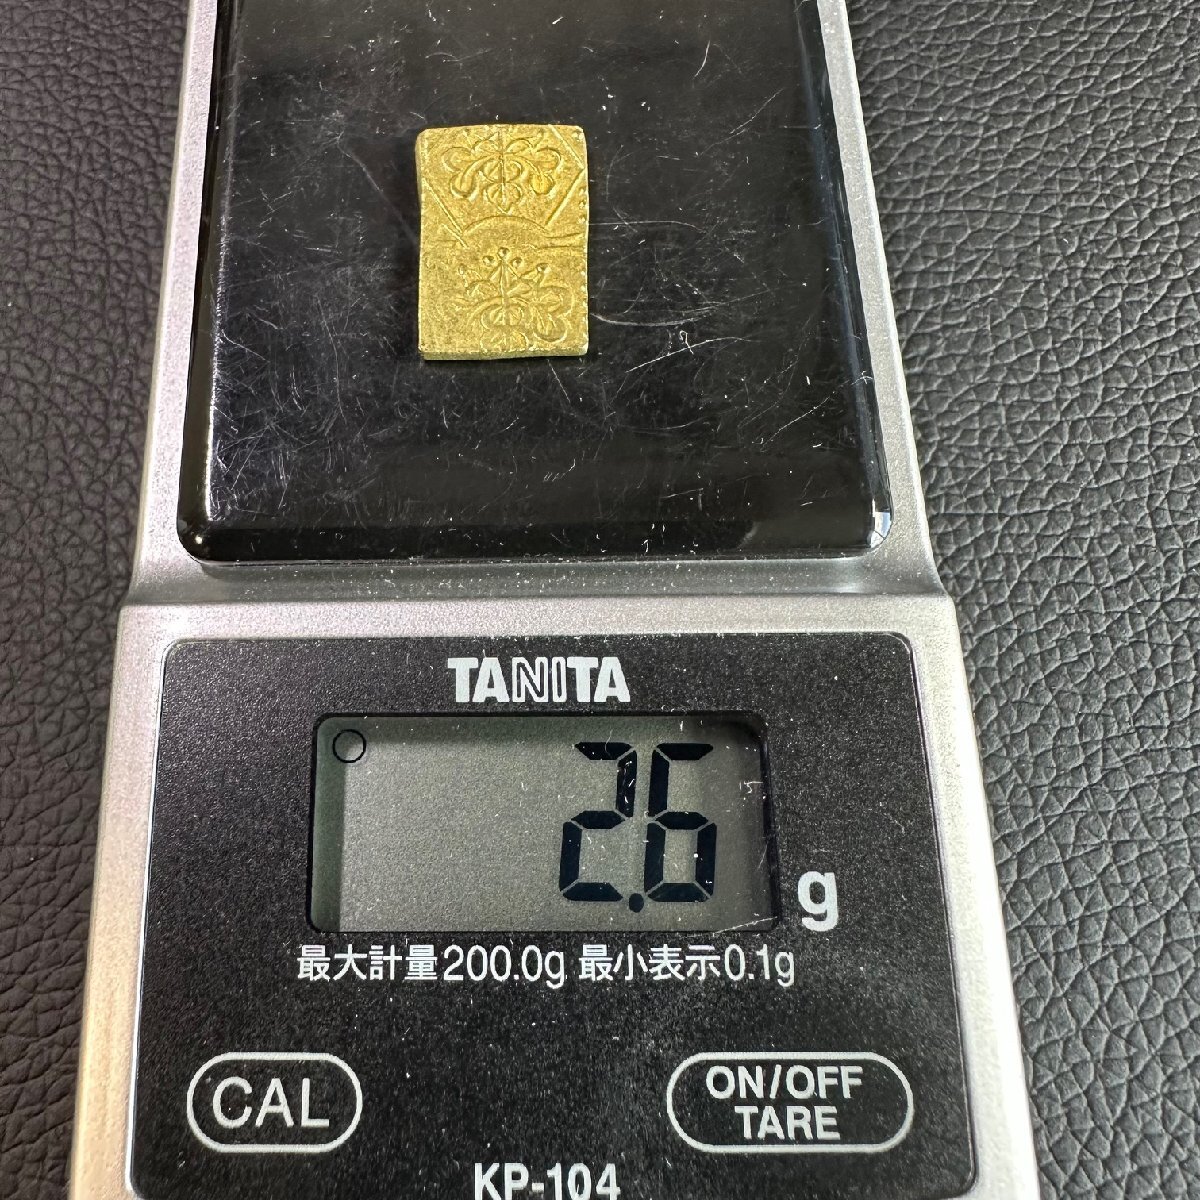 TANITA
2.6 g
最大計量200.0g 最小表示0.1g
CAL
ON/OFF
TARE
KP-104